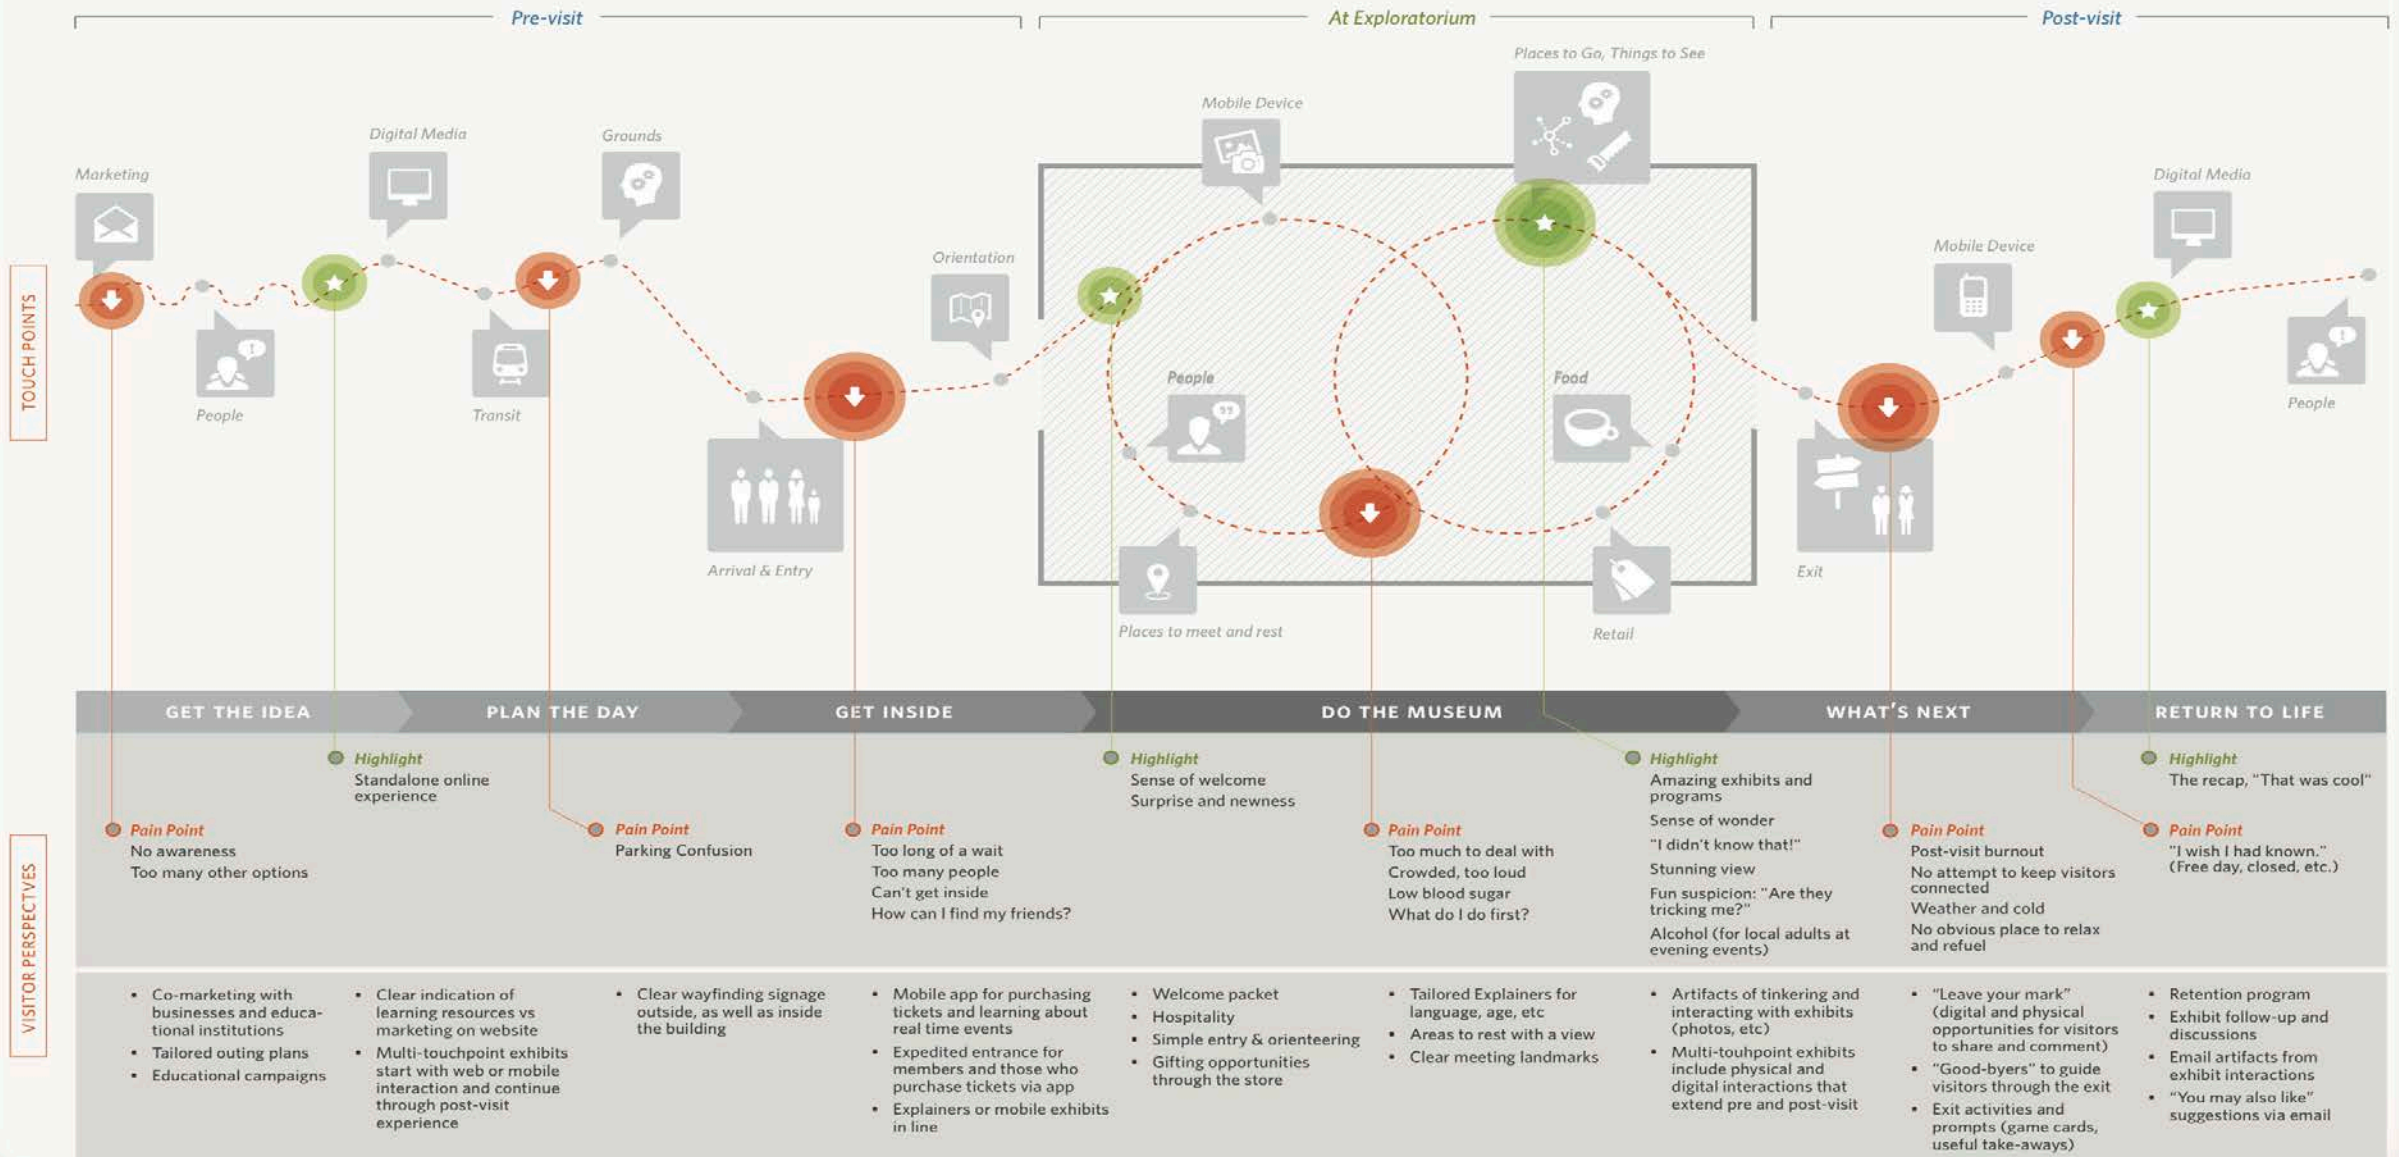 Pre-visit
At Exploratorium
Post-visit
Places to Go, Things to See
Mobile Device
Digital Media
Grounds
Marketing
Digital Media
Mobile Device
Orientation
TOUCH POINTS
People
Food
People
Transit
People
Arrival & Entry
Exit
Places to meet and rest
Retail
GET THE IDEA
PLAN THE DAY
GET INSIDE
DO THE MUSEUM
WHAT'S NEXT
RETURN TO LIFE
VISITOR PERSPECTVES
Pain Point
No awareness
Too many other options
Highlight
Standalone online
experience
Pain Point
Parking Confusion
Pain Point
Too long of a wait
Too many people
Can't get inside
How can I find my friends?
Highlight
Sense of welcome
Surprise and newness
Pain Point
Too much to deal with
Crowded, too loud
Low blood sugar
What do I do first?
Highlight
Amazing exhibits and
programs
Sense of wonder
"I didn't know that!"
Stunning view
Fun suspicion: "Are they
tricking me?"
Alcohol (for local adults at
evening events)
Pain Point
Post-visit burnout
No attempt to keep visitors
connected
Weather and cold
No obvious place to relax
and refuel
Highlight
The recap, "That was cool"
Pain Point
"I wish I had known."
(Free day, closed, etc.)
• Co-marketing with
businesses and educa-
tional institutions
• Tailored outing plans
• Educational campaigns
• Clear indication of
learning resources vs
marketing on website
• Multi-touchpoint exhibits
start with web or mobile
interaction and continue
through post-visit
experience
• Clear wayfinding signage
outside, as well as inside
the building
• Mobile app for purchasing
tickets and learning about
real time events
• Expedited entrance for
members and those who
purchase tickets via app
• Explainers or mobile exhibits
in line
• Welcome packet
• Hospitality
• Simple entry & orienteering
• Gifting opportunities
through the store
• Tailored Explainers for
language, age, etc
• Areas to rest with a view
• Clear meeting landmarks
• Artifacts of tinkering and
interacting with exhibits
(photos, etc)
• Multi-touhpoint exhibits
include physical and
digital interactions that
extend pre and post-visit
• "Leave your mark"
(digital and physical
opportunities for visitors
to share and comment)
• "Good-byers" to guide
visitors through the exit
• Exit activities and
prompts (game cards,
useful take-aways)
• Retention program
• Exhibit follow-up and
discussions
• Email artifacts from
exhibit interactions
• "You may also like"
suggestions via email